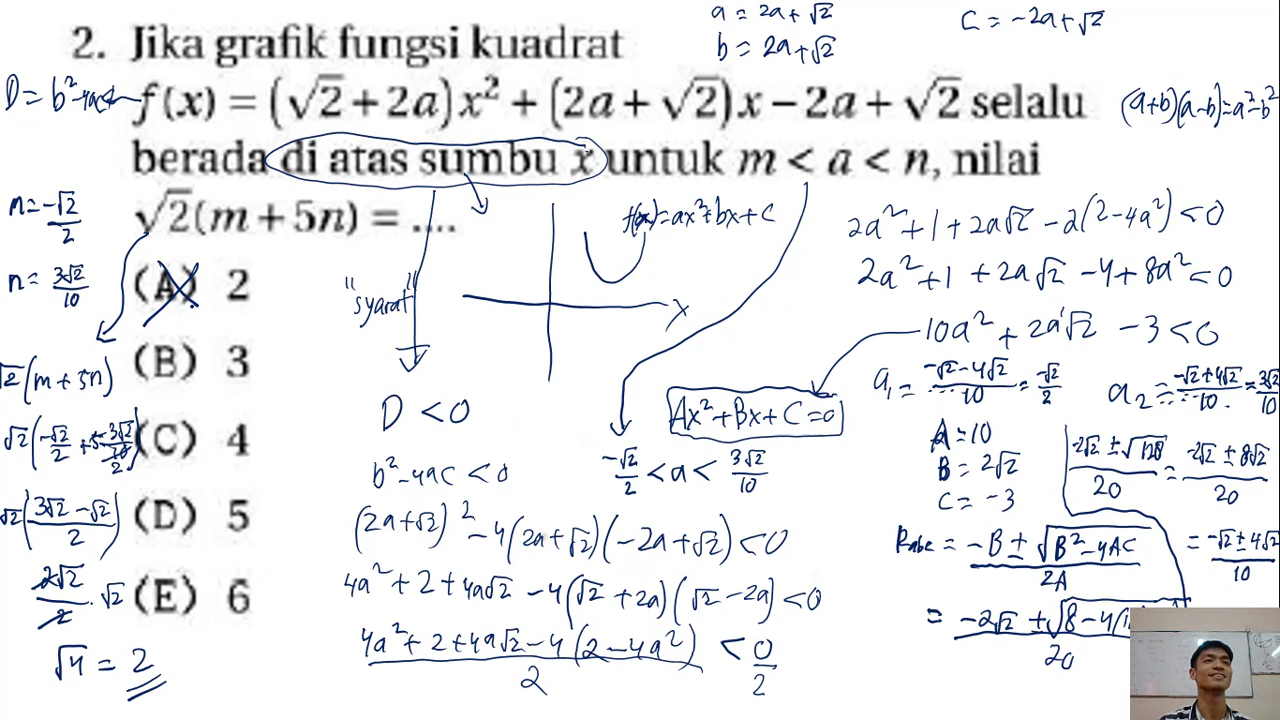 a = 2a + √2
b = 2a + √2
C = -2a + √2
2. Jika grafik fungsi kuadrat
D = b² - 4ac
f(x) = (√2 + 2a)x² + (2a + √2)x - 2a + √2 selalu
(a+b)(a-b) = a² - b²
berada di atas sumbu x untuk m < a < n, nilai
√2(m + 5n) = ....
n = -√2/2
n = 3√2/10
f(x) = ax² + bx + c
"syarat"
x
(A) 2
(B) 3
(C) 4
(D) 5
(E) 6
√2(m + 5n)
√2(-√2/2 + 5·3√2/10 2)
√2(3√2 - √2/2)
2√2/2 · √2
√4 = 2
D < 0
b² - 4ac < 0
(2a + √2)² - 4(2a + √2)(-2a + √2) < 0
4a² + 2 + 4a√2 - 4(√2 + 2a)(√2 - 2a) < 0
4a² + 2 + 4a√2 - 4(2 - 4a²)/2 < 0/2
-√2/2 < a < 3√2/10
2a² + 1 + 2a√2 - 2(2 - 4a²) < 0
2a² + 1 + 2a√2 - 4 + 8a² < 0
10a² + 2a√2 - 3 < 0
Ax² + Bx + C = 0
a₁ = -√2 - 4√2/10 = -√2/2
a₂ = -√2 + 4√2/10 = 3√2/10
A = 10
B = 2√2
C = -3
Rabc = -B ± √B² - 4AC/2A
= -2√2 ± √8 - 4(1/20
-2√2 ± √128/20 = -2√2 ± 8√2/20
= -√2 ± 4√2/10